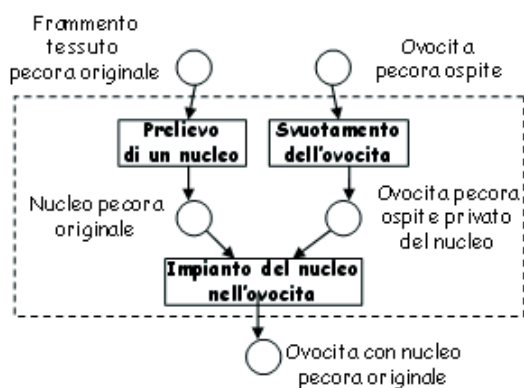 Frammento
tessuto
pecora originale
Ovocita
pecora ospite
Prelievo
di un nucleo
Svuotamento
dell'ovocita
Nucleo pecora
originale
Ovocita pecora
ospite privato
del nucleo
Impianto del nucleo
nell'ovocita
Ovocita con nucleo
pecora originale